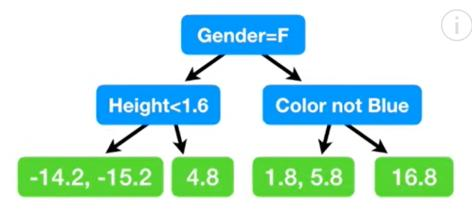 Gender=F
Height<1.6
Color not Blue
-14.2, -15.2
4.8
1.8, 5.8
16.8